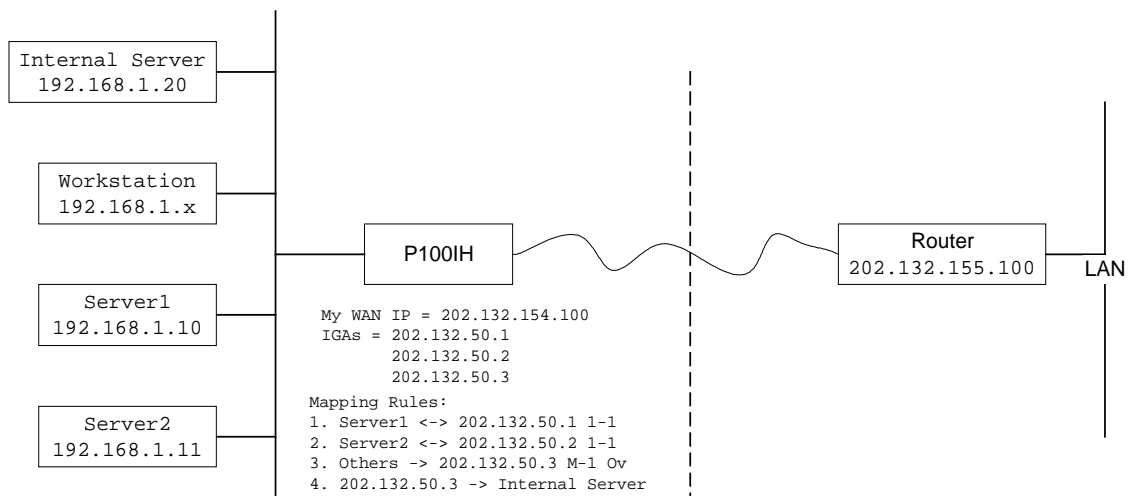 Internal Server
192.168.1.20
Workstation
192.168.1.x
Server1
192.168.1.10
Server2
192.168.1.11
P100IH
My WAN IP = 202.132.154.100
IGAs = 202.132.50.1
202.132.50.2
202.132.50.3
Mapping Rules:
1. Server1 <-> 202.132.50.1 1-1
2. Server2 <-> 202.132.50.2 1-1
3. Others -> 202.132.50.3 M-1 Ov
4. 202.132.50.3 -> Internal Server
Router
202.132.155.100
LAN